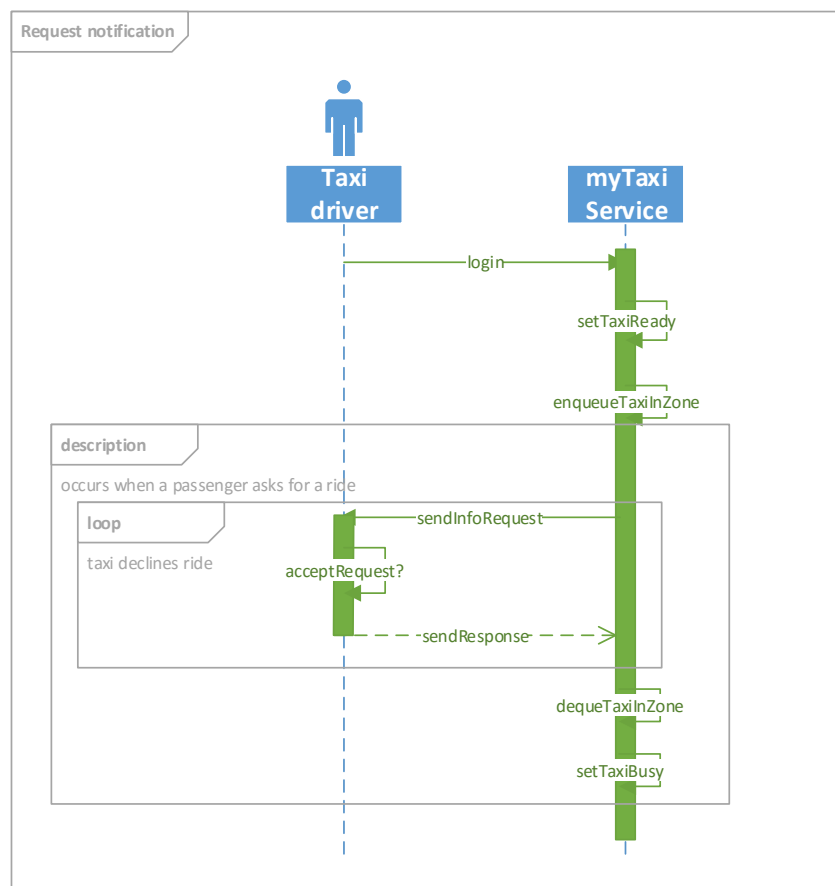 Request notification
Taxi
driver
myTaxi
Service
login
setTaxiReady
enqueueTaxiInZone
description
occurs when a passenger asks for a ride
loop
sendInfoRequest
taxi declines ride
acceptRequest?
sendResponse
dequeTaxiInZone
setTaxiBusy